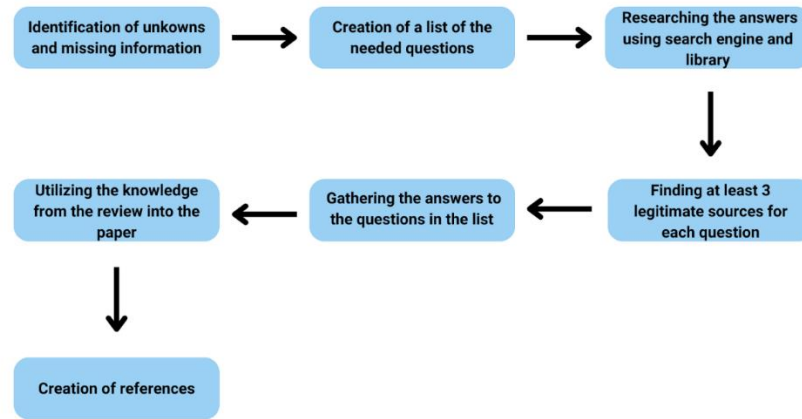 Identification of unkowns
and missing information
Creation of a list of the
needed questions
Researching the answers
using search engine and
library
Finding at least 3
legitimate sources for
each question
Gathering the answers to
the questions in the list
Utilizing the knowledge
from the review into the
paper
Creation of references